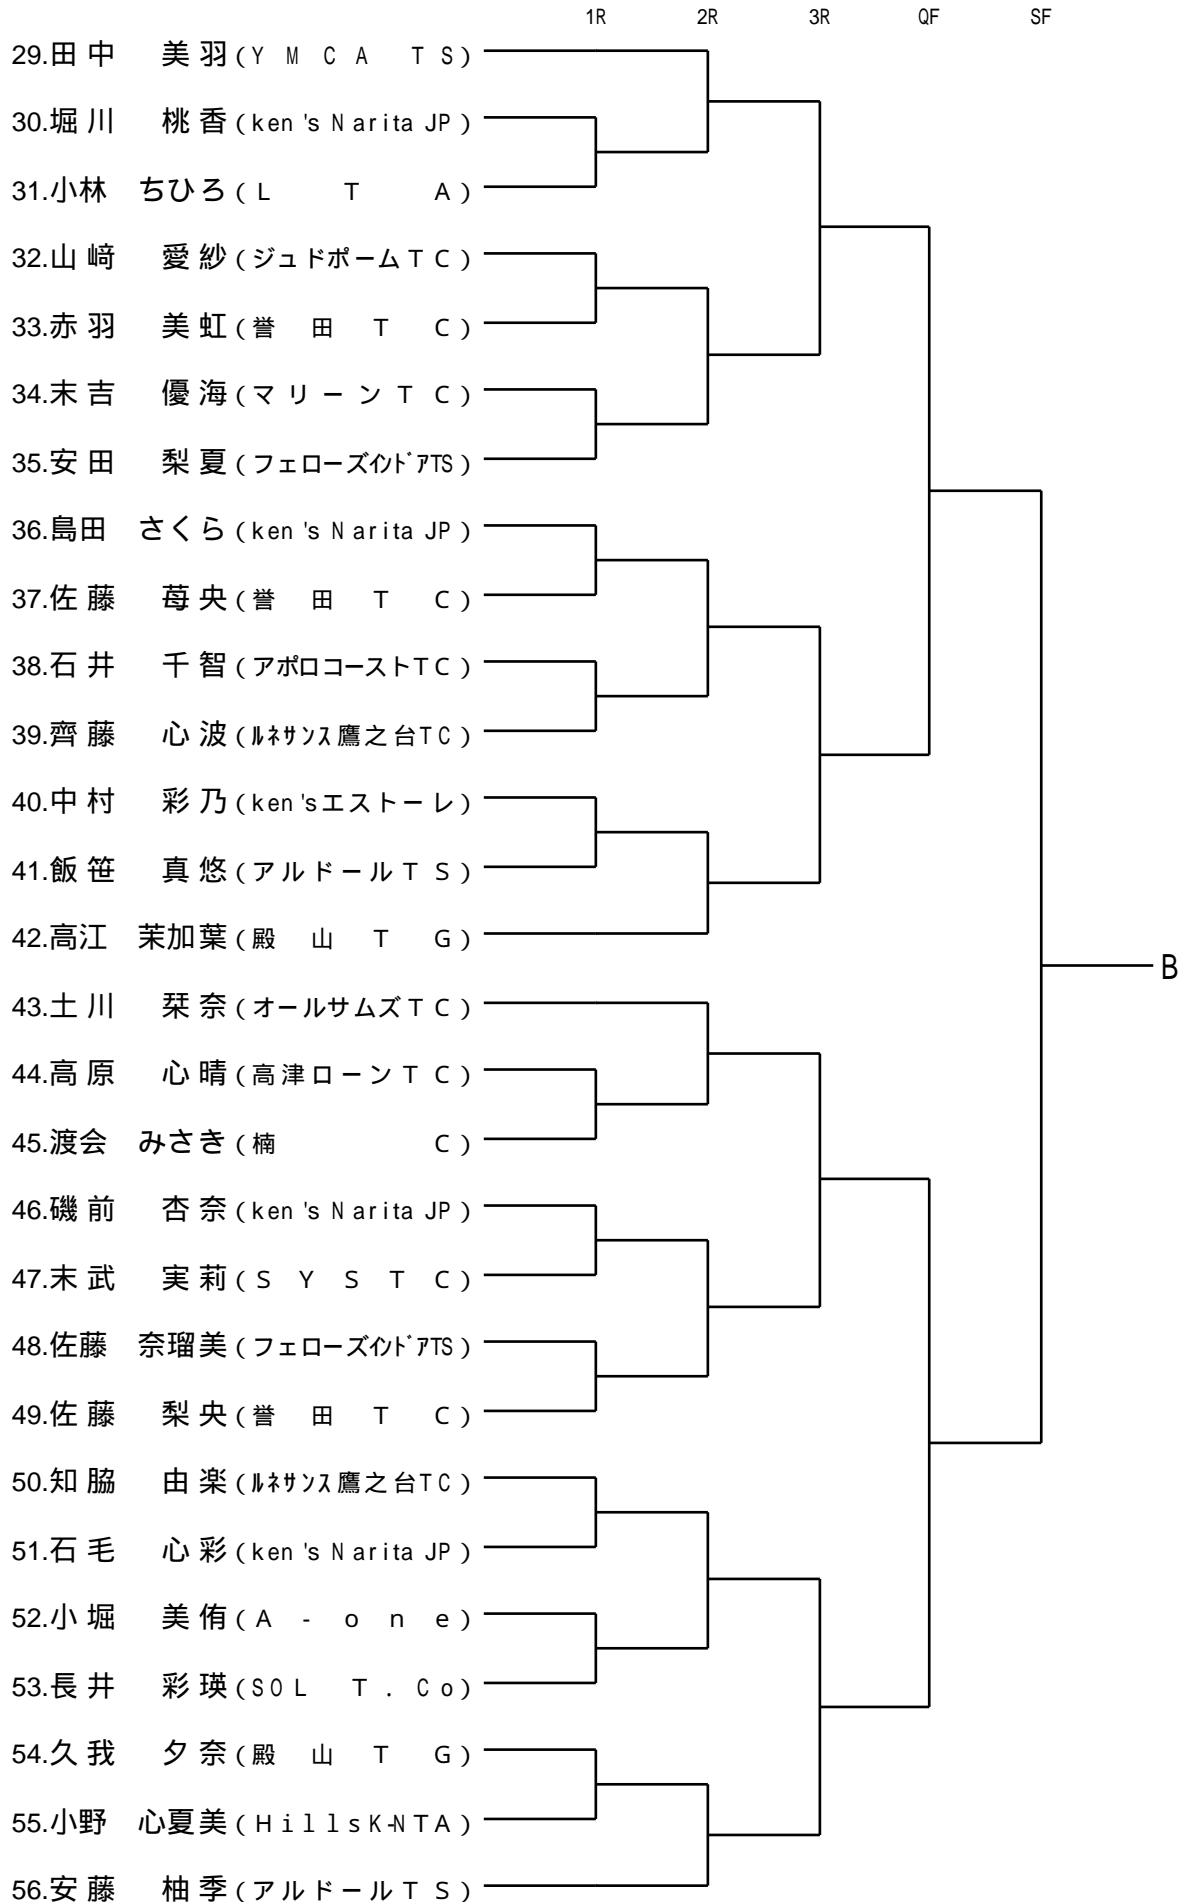 1R 2R 3R QF SF
29.田中 美羽(YMCA TS)
30.堀川 桃香(ken's Narita JP)
31.小林 ちひろ(LTA)
32.山﨑 愛紗(ジュドポームTC)
33.赤羽 美虹(誉田TC)
34.末吉 優海(マリーンTC)
35.安田 梨夏(フェローズインドアTS)
36.島田 さくら(ken's Narita JP)
37.佐藤 苺央(誉田TC)
38.石井 千智(アポロコーストTC)
39.齊藤 心波(ルネサンス鷹之台TC)
40.中村 彩乃(ken'sエストーレ)
41.飯笹 真悠(アルドールTS)
42.高江 茉加葉(殿山TG)
B
43.土川 栞奈(オールサムズTC)
44.高原 心晴(高津ローンTC)
45.渡会 みさき(楠 C)
46.磯前 杏奈(ken's Narita JP)
47.末武 実莉(SYSTC)
48.佐藤 奈瑠美(フェローズインドアTS)
49.佐藤 梨央(誉田TC)
50.知脇 由楽(ルネサンス鷹之台TC)
51.石毛 心彩(ken's Narita JP)
52.小堀 美侑(A-one)
53.長井 彩瑛(SOL T.Co)
54.久我 夕奈(殿山TG)
55.小野 心夏美(HillsK-NTA)
56.安藤 柚季(アルドールTS)